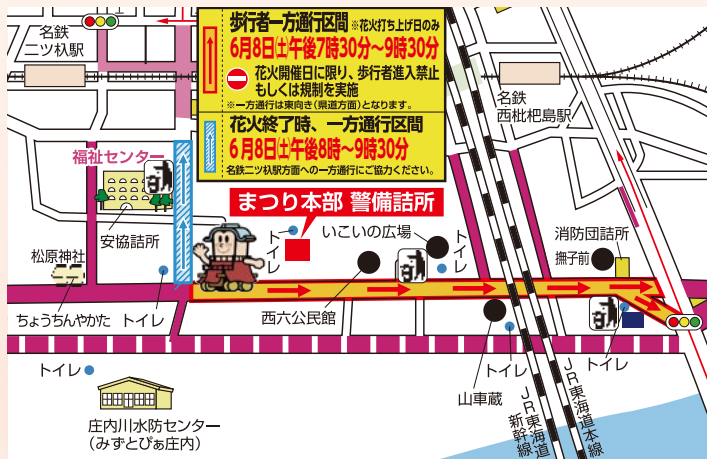 名鉄
二ツ杁駅
歩行者一方通行区間 ※花火打ち上げ日のみ
6月8日(土)午後7時30分～9時30分
花火開催日に限り、歩行者進入禁止
もしくは規制を実施
※一方通行は東向き(県道方面)となります。
花火終了時、一方通行区間
6月8日(土)午後8時～9時30分
名鉄二ツ杁駅方面への一方通行にご協力ください。
名鉄
西枇杷島駅
福祉センター
安協詰所
まつり本部 警備詰所
トイレ
いこいの広場
トイレ
消防団詰所
撫子前
松原神社
ちょうちんやかた
トイレ
西六公民館
山車蔵
トイレ
トイレ
トイレ
庄内川水防センター
(みずとぴぁ庄内)
JR東海道
新幹線
JR東海道本線